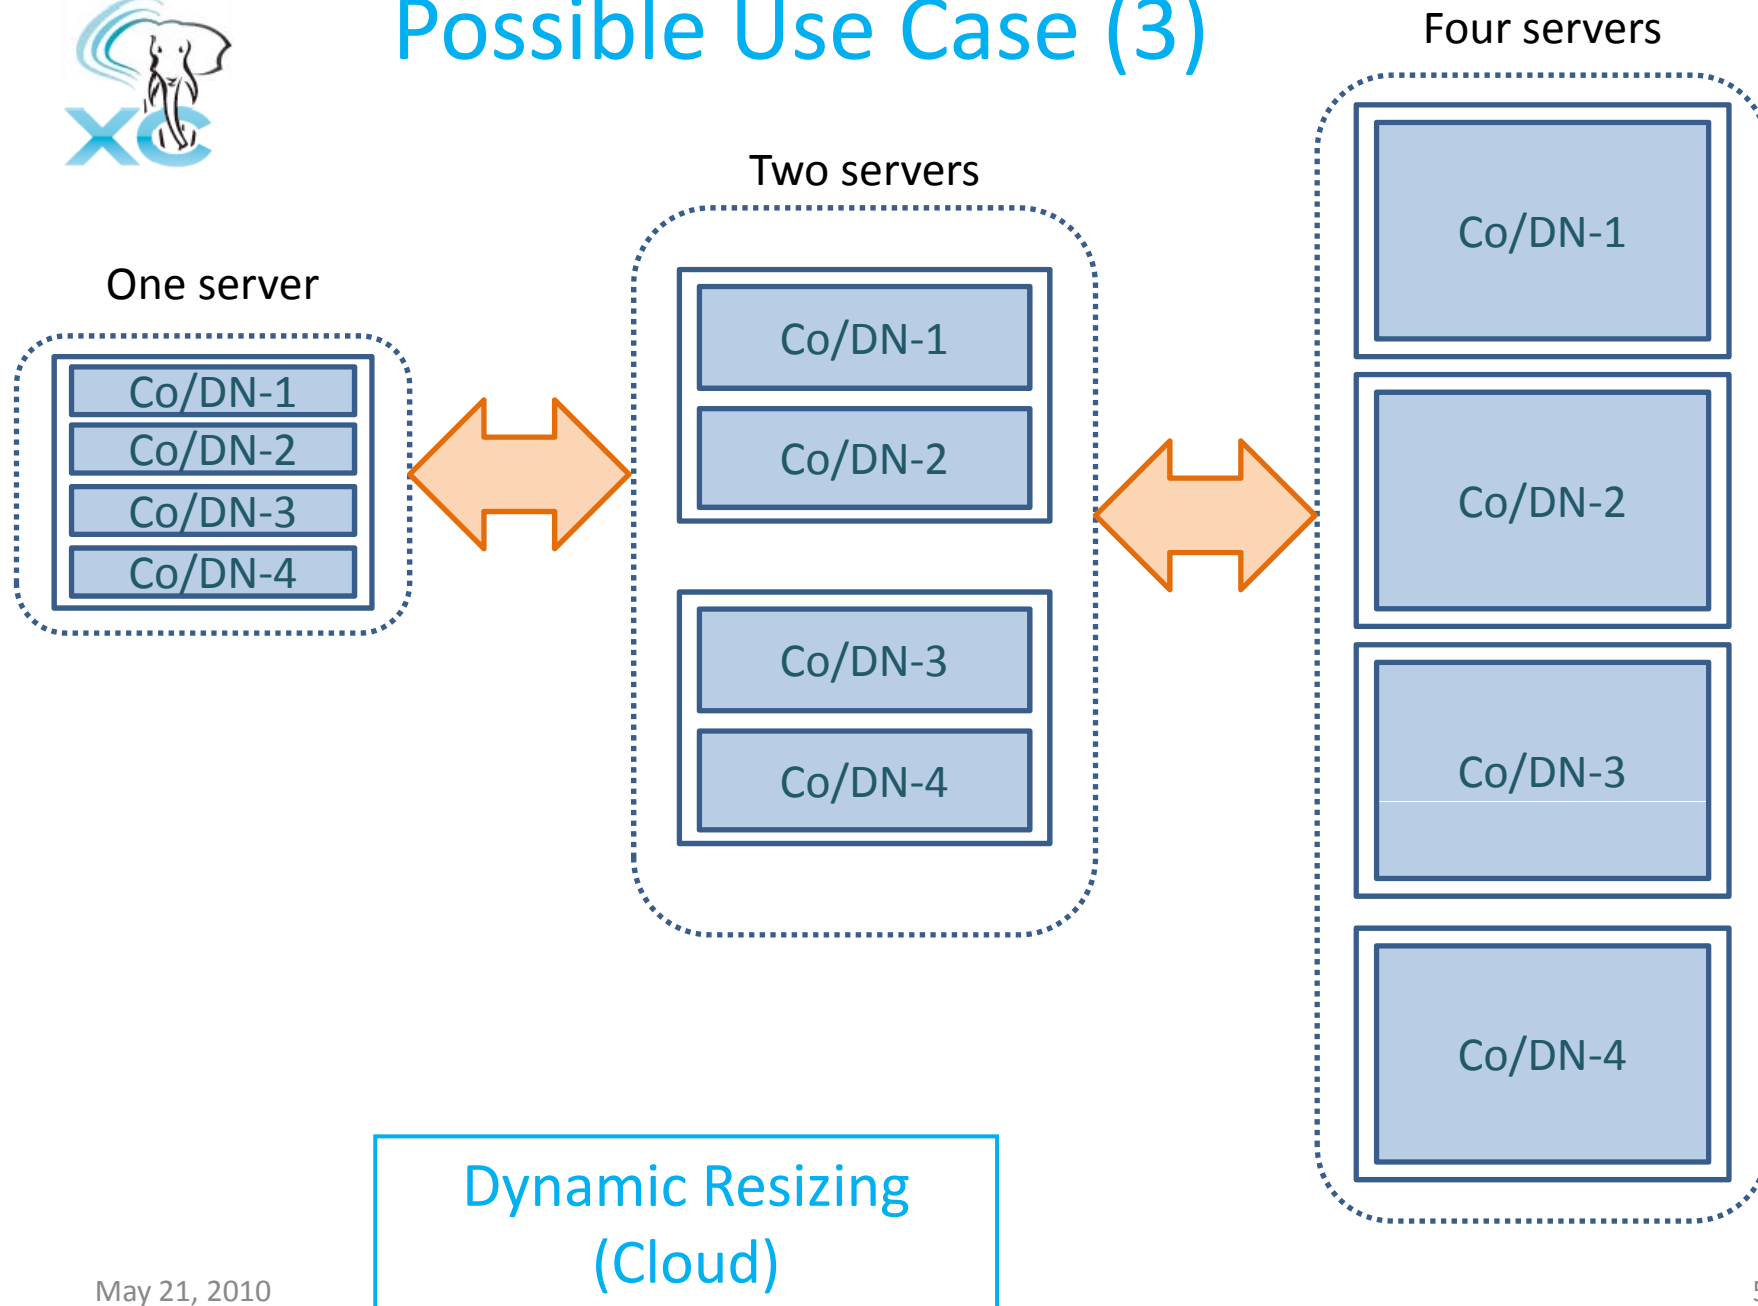 Possible Use Case (3)
XC
One server
Co/DN-1
Co/DN-2
Co/DN-3
Co/DN-4
Two servers
Co/DN-1
Co/DN-2
Co/DN-3
Co/DN-4
Four servers
Co/DN-1
Co/DN-2
Co/DN-3
Co/DN-4
Dynamic Resizing
(Cloud)
May 21, 2010